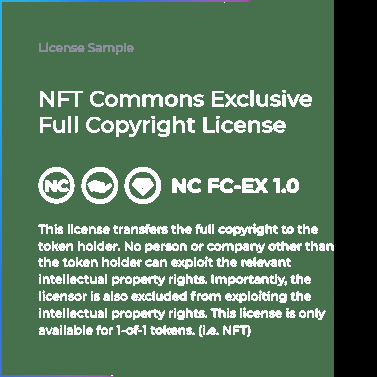 License Sample
NFT Commons Exclusive
Full Copyright License
NC NC FC-EX 1.0
This license transfers the full copyright to the
token holder. No person or company other than
the token holder can exploit the relevant
intellectual property rights. Importantly, the
licensor is also excluded from exploiting the
intellectual property rights. This license is only
available for 1-of-1 tokens. (i.e. NFT)